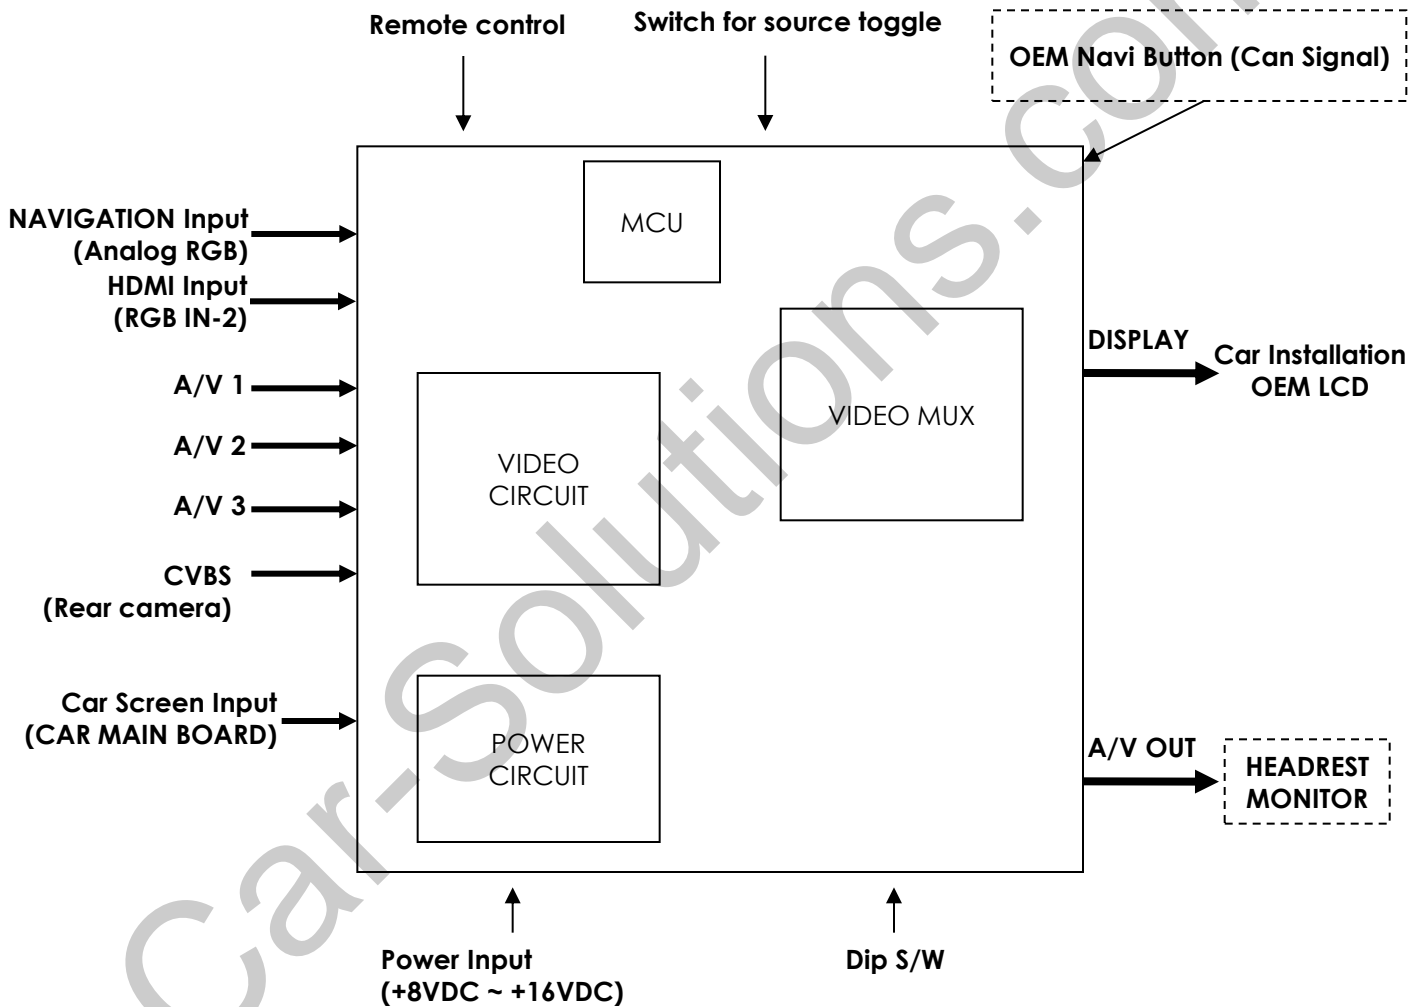 Remote control
Switch for source toggle
OEM Navi Button (Can Signal)
MCU
NAVIGATION Input
(Analog RGB)
HDMI Input
(RGB IN-2)
A/V 1
A/V 2
A/V 3
CVBS
(Rear camera)
Car Screen Input
(CAR MAIN BOARD)
VIDEO
CIRCUIT
VIDEO MUX
POWER
CIRCUIT
DISPLAY
Car Installation
OEM LCD
A/V OUT
HEADREST
MONITOR
Power Input
(+8VDC ~ +16VDC)
Dip S/W
Car-Solutions.com